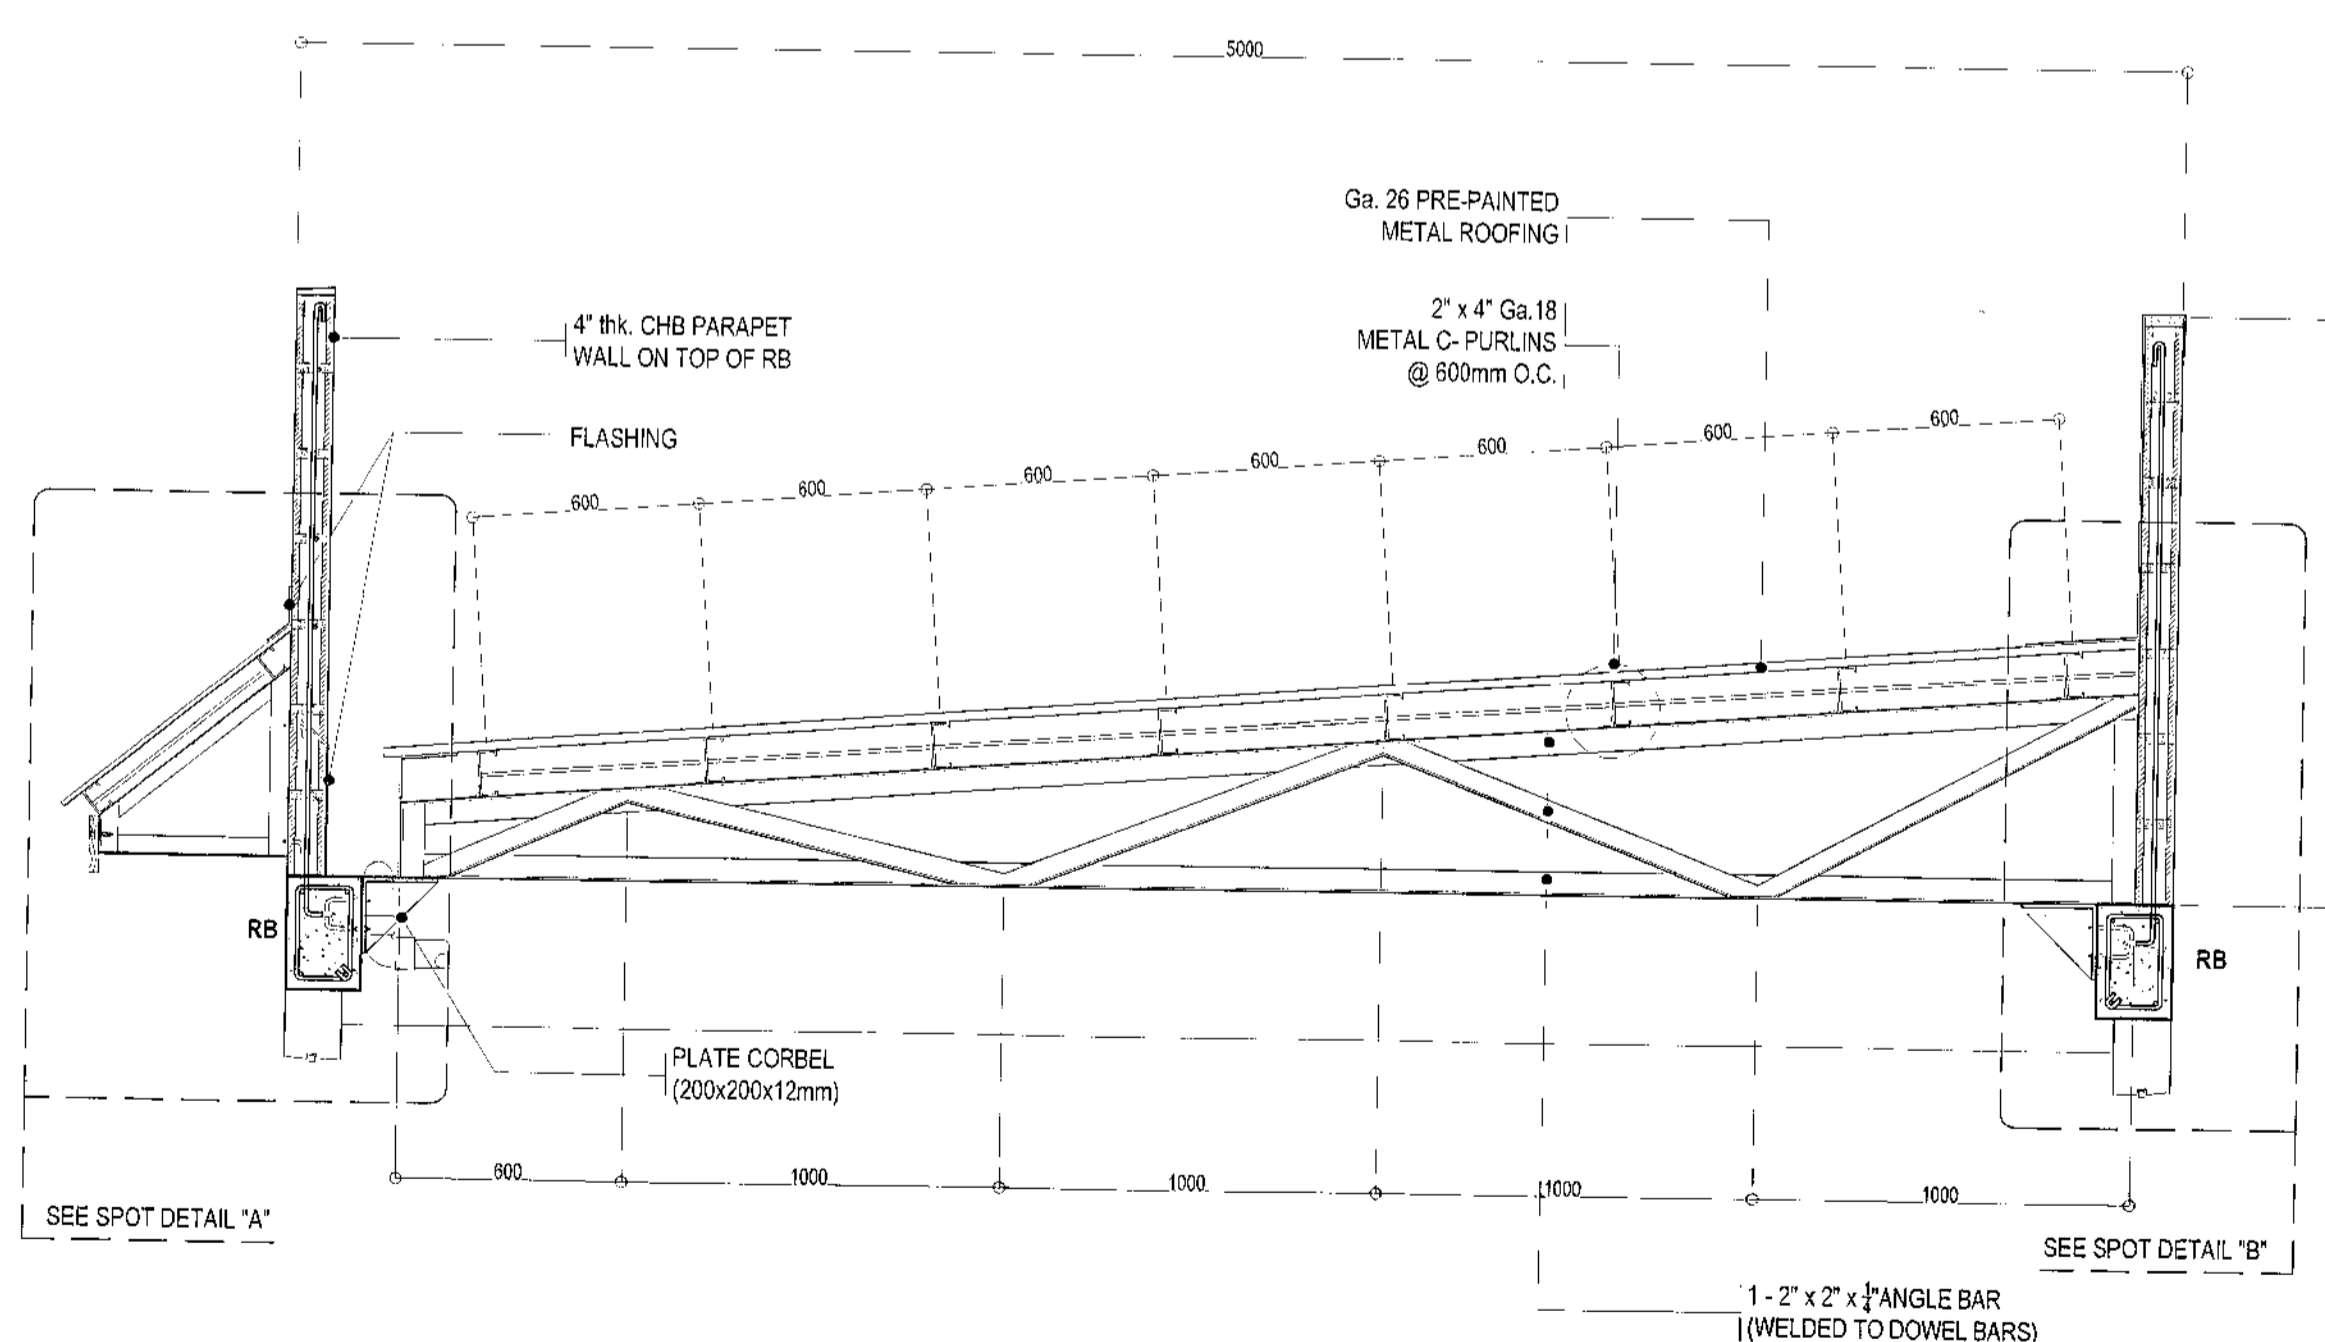 5000
Ga. 26 PRE-PAINTED
METAL ROOFING
2" x 4" Ga.18
METAL C- PURLINS
@ 600mm O.C.
4" thk. CHB PARAPET
WALL ON TOP OF RB
FLASHING
600
600
600
600
600
600
600
RB
RB
PLATE CORBEL
(200x200x12mm)
600
1000
1000
1000
1000
SEE SPOT DETAIL "A"
SEE SPOT DETAIL "B"
1 - 2" x 2" x ¼" ANGLE BAR
(WELDED TO DOWEL BARS)